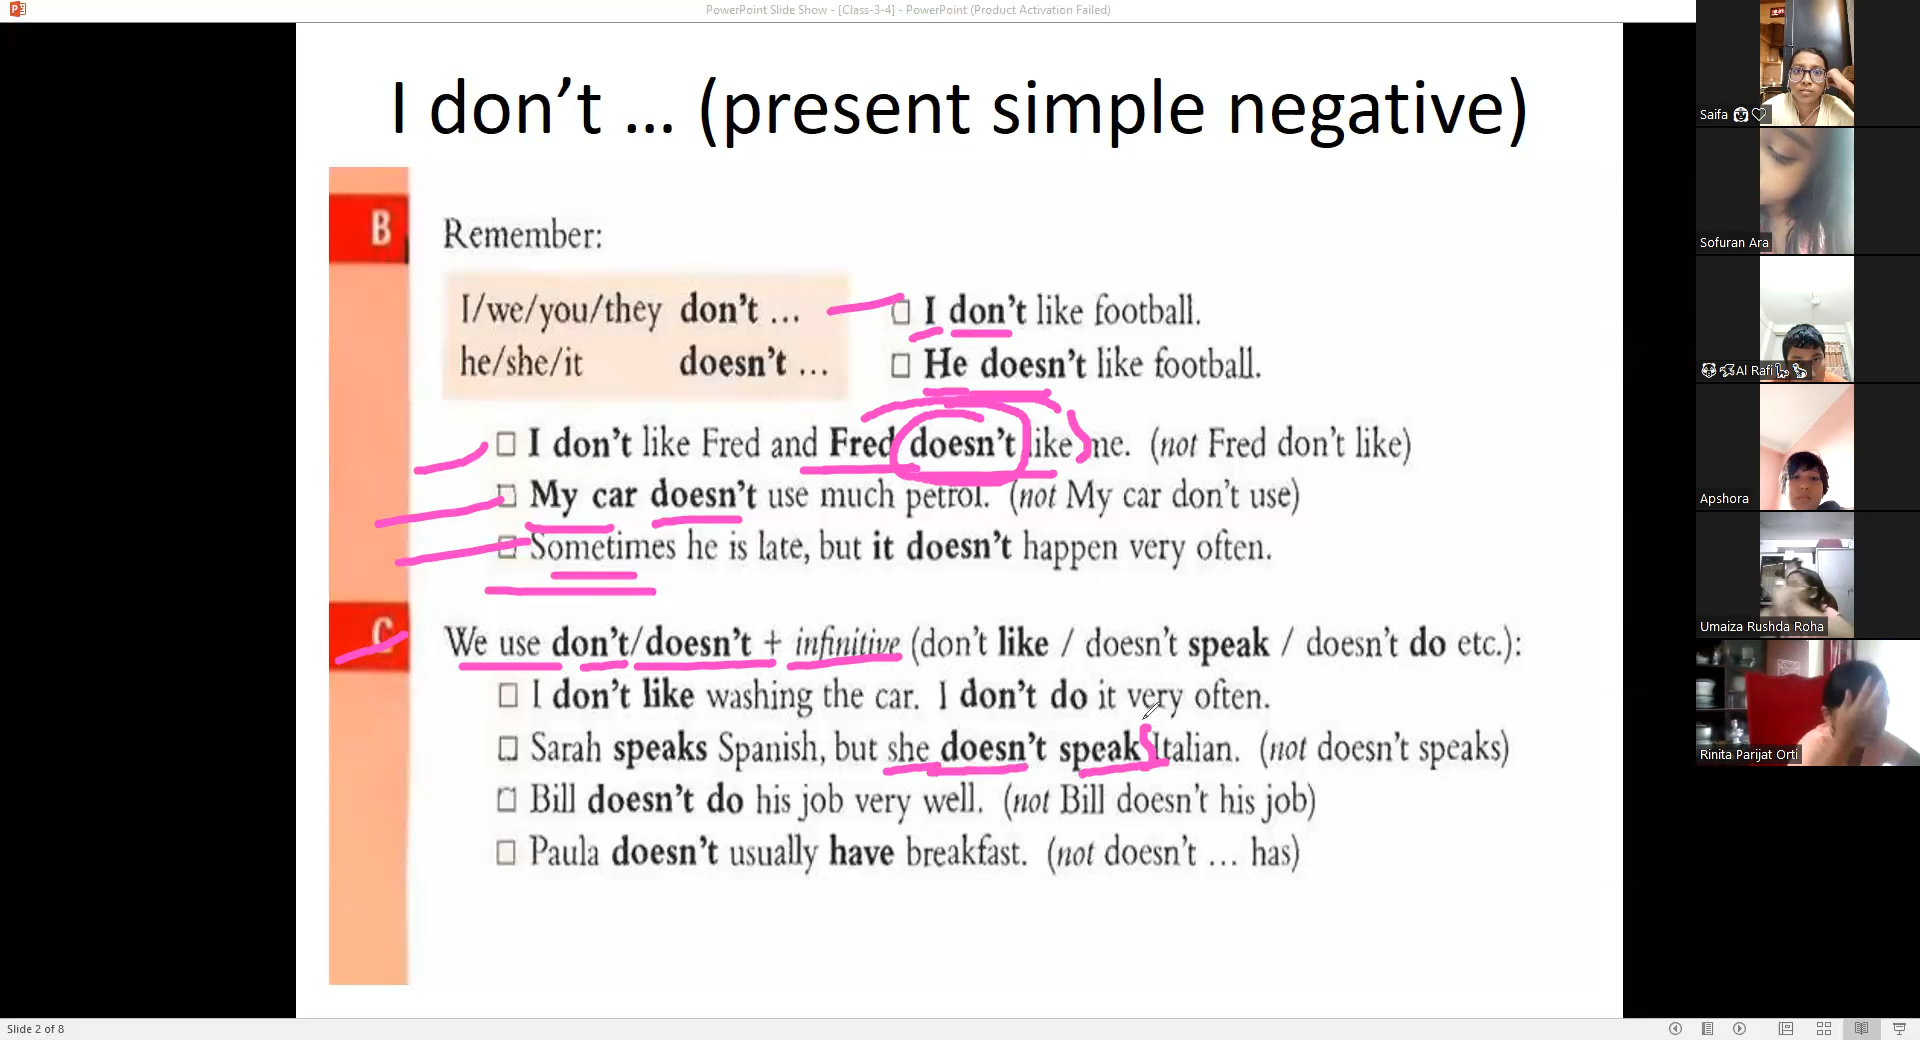 PowerPoint Slide Show - [Class-3-4] - PowerPoint (Product Activation Failed)
I don’t ... (present simple negative)
B
Remember:
I/we/you/they don’t ...
he/she/it doesn’t ...
□ I don’t like football.
□ He doesn’t like football.
□ I don’t like Fred and Fred doesn’t like me. (not Fred don’t like)
□ My car doesn’t use much petrol. (not My car don’t use)
□ Sometimes he is late, but it doesn’t happen very often.
C
We use don’t/doesn’t + infinitive (don’t like / doesn’t speak / doesn’t do etc.):
□ I don’t like washing the car. I don’t do it very often.
□ Sarah speaks Spanish, but she doesn’t speak Italian. (not doesn’t speaks)
□ Bill doesn’t do his job very well. (not Bill doesn’t his job)
□ Paula doesn’t usually have breakfast. (not doesn’t ... has)
Saifa
Sofuran Ara
Al Rafi
Apshora
Umaiza Rushda Roha
Rinita Parijat Orti
Slide 2 of 8